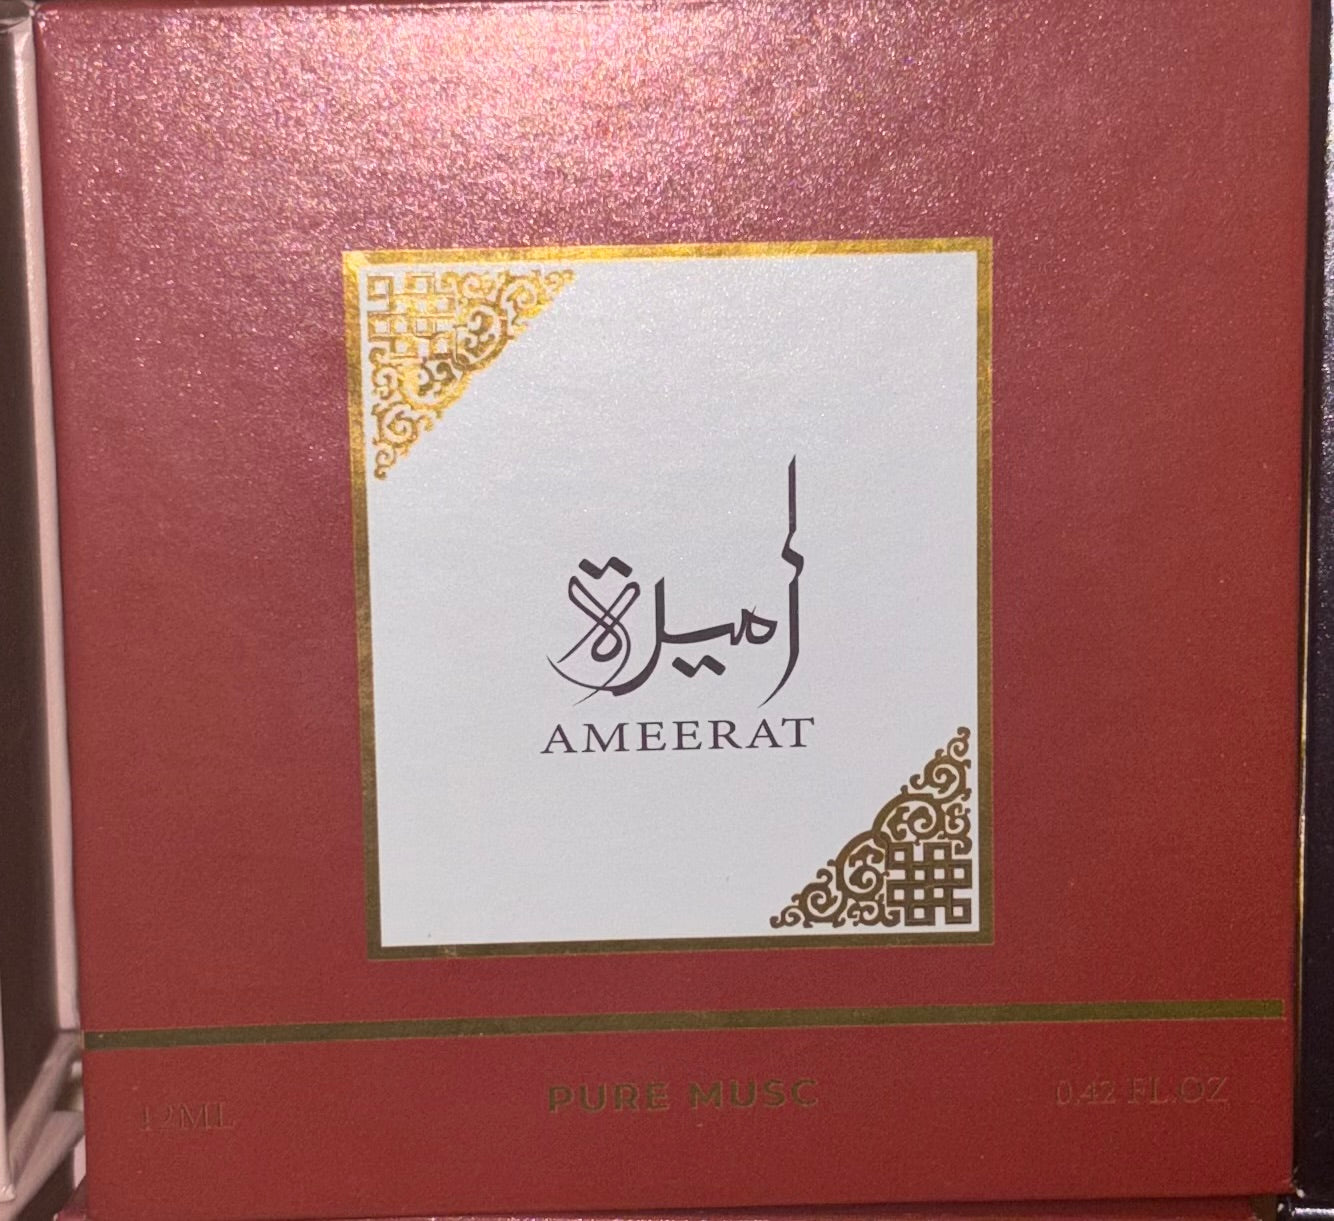 أميرة
AMEERAT
PURE MUSC
12ML
0.42 FL.OZ